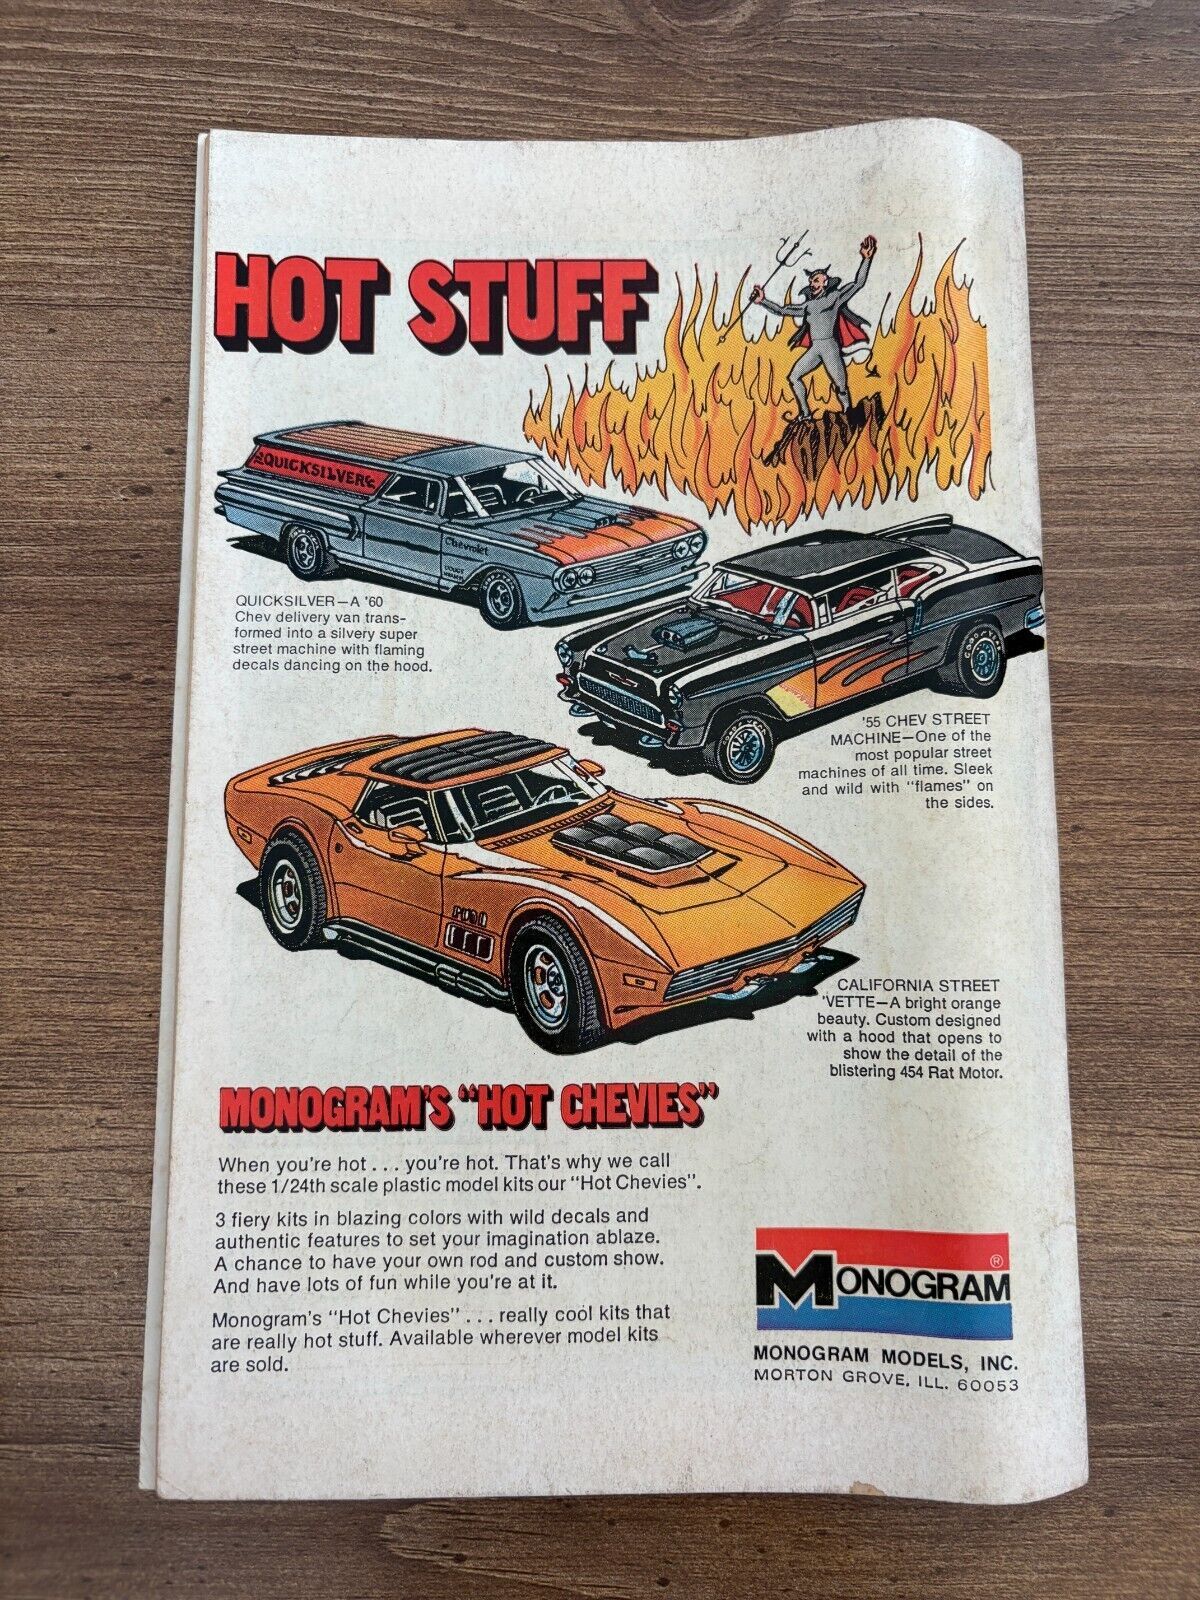 HOT STUFF
QUICKSILVER
Chevrolet
QUICKSILVER—A '60
Chev delivery van trans-
formed into a silvery super
street machine with flaming
decals dancing on the hood.
GOOD YEAR
GOOD YEAR
'55 CHEV STREET
MACHINE—One of the
most popular street
machines of all time. Sleek
and wild with "flames" on
the sides.
CALIFORNIA STREET
'VETTE—A bright orange
beauty. Custom designed
with a hood that opens to
show the detail of the
blistering 454 Rat Motor.
MONOGRAM'S "HOT CHEVIES"
When you're hot . . . you're hot. That's why we call
these 1/24th scale plastic model kits our "Hot Chevies".
3 fiery kits in blazing colors with wild decals and
authentic features to set your imagination ablaze.
A chance to have your own rod and custom show.
And have lots of fun while you're at it.
Monogram's "Hot Chevies" . . . really cool kits that
are really hot stuff. Available wherever model kits
are sold.
MONOGRAM ®
MONOGRAM MODELS, INC.
MORTON GROVE, ILL. 60053